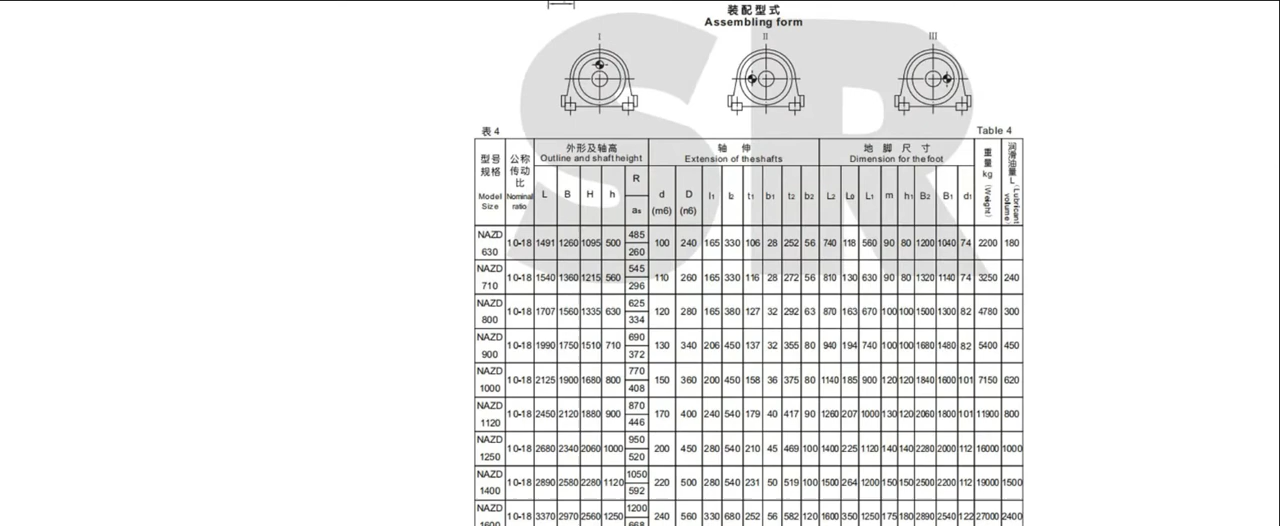 装配型式
Assembling form
I II III
表 4 Table 4
型号规格 Model Size 公称传动比 Nominal ratio 外形及轴高 Outline and shaft height 轴 伸 Extension of the shafts 地 脚 尺 寸 Dimension for the foot 重量 kg (Weight) 润滑油量 L (Lubricant volume)
L B H h R as d (m6) D (n6) l1 l2 t1 b1 t2 b2 L2 L0 L1 m h1 B2 B1 d1
NAZD 630 10-18 1491 1260 1095 500 485 260 100 240 165 330 106 28 252 56 740 118 560 90 80 1200 1040 74 2200 180
NAZD 710 10-18 1540 1360 1215 560 545 296 110 260 165 330 116 28 272 56 810 130 630 90 80 1320 1140 74 3250 240
NAZD 800 10-18 1707 1560 1335 630 625 334 120 280 165 380 127 32 292 63 870 163 670 100 100 1500 1300 82 4780 300
NAZD 900 10-18 1990 1750 1510 710 690 372 130 340 206 450 137 32 355 80 940 194 740 100 100 1680 1480 82 5400 450
NAZD 1000 10-18 2125 1900 1680 800 770 408 150 360 200 450 158 36 375 80 1140 185 900 120 120 1840 1600 101 7150 620
NAZD 1120 10-18 2450 2120 1880 900 870 446 170 400 240 540 179 40 417 90 1260 207 1000 130 120 2060 1800 101 11900 800
NAZD 1250 10-18 2680 2340 2060 1000 950 520 200 450 280 540 210 45 469 100 1400 225 1120 140 140 2280 2000 112 16000 1000
NAZD 1400 10-18 2890 2580 2280 1120 1050 592 220 500 280 540 231 50 519 100 1500 264 1200 150 150 2500 2200 112 19000 1500
NAZD 1600 10-18 3370 2970 2560 1250 1200 668 240 560 330 680 252 56 582 120 1600 350 1250 175 180 2890 2540 122 27000 2400
SR